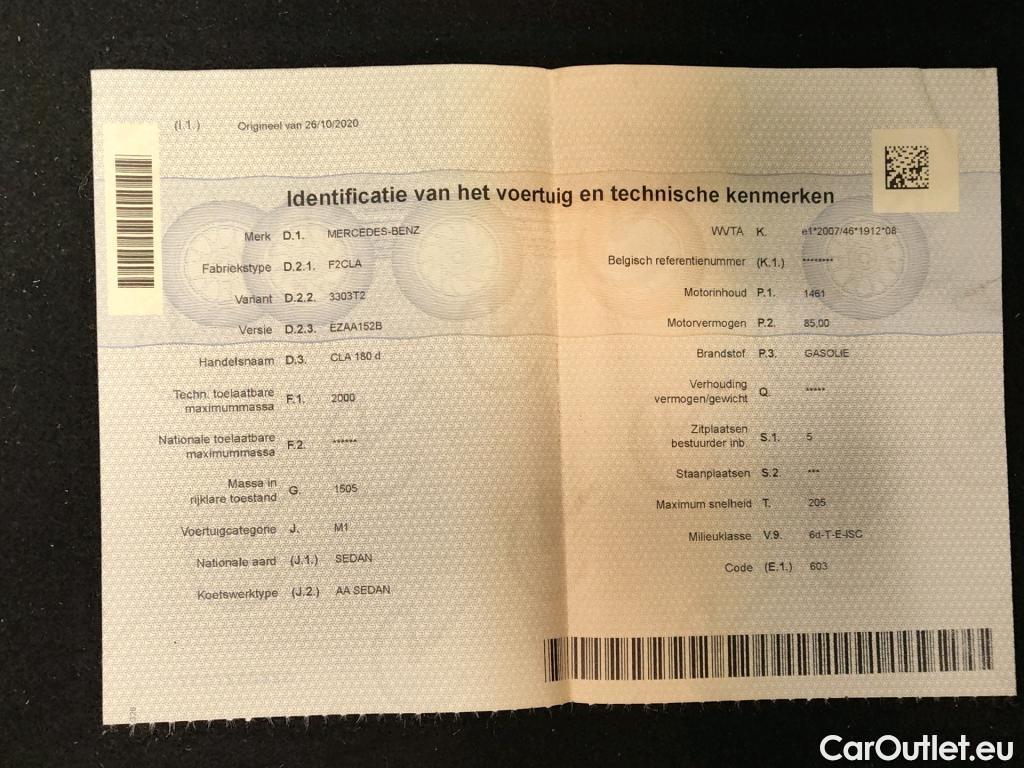 (I.1.) Origineel van 26/10/2020
Identificatie van het voertuig en technische kenmerken
Merk D.1. MERCEDES-BENZ
Fabriekstype D.2.1. F2CLA
Variant D.2.2. 3303T2
Versie D.2.3. EZAA152B
Handelsnaam D.3. CLA 180 d
Techn. toelaatbare
maximummassa F.1. 2000
Nationale toelaatbare
maximummassa F.2. ******
Massa in
rijklare toestand G. 1505
Voertuigcategorie J. M1
Nationale aard (J.1.) SEDAN
Koetswerktype (J.2.) AA SEDAN
WVTA K. e1*2007/46*1912*08
Belgisch referentienummer (K.1.) ********
Motorinhoud P.1. 1461
Motorvermogen P.2. 85,00
Brandstof P.3. GASOLIE
Verhouding
vermogen/gewicht Q. *****
Zitplaatsen
bestuurder inb. S.1. 5
Staanplaatsen S.2. ***
Maximum snelheid T. 205
Milieuklasse V.9. 6d-T-E-ISC
Code (E.1.) 603
CarOutlet.eu